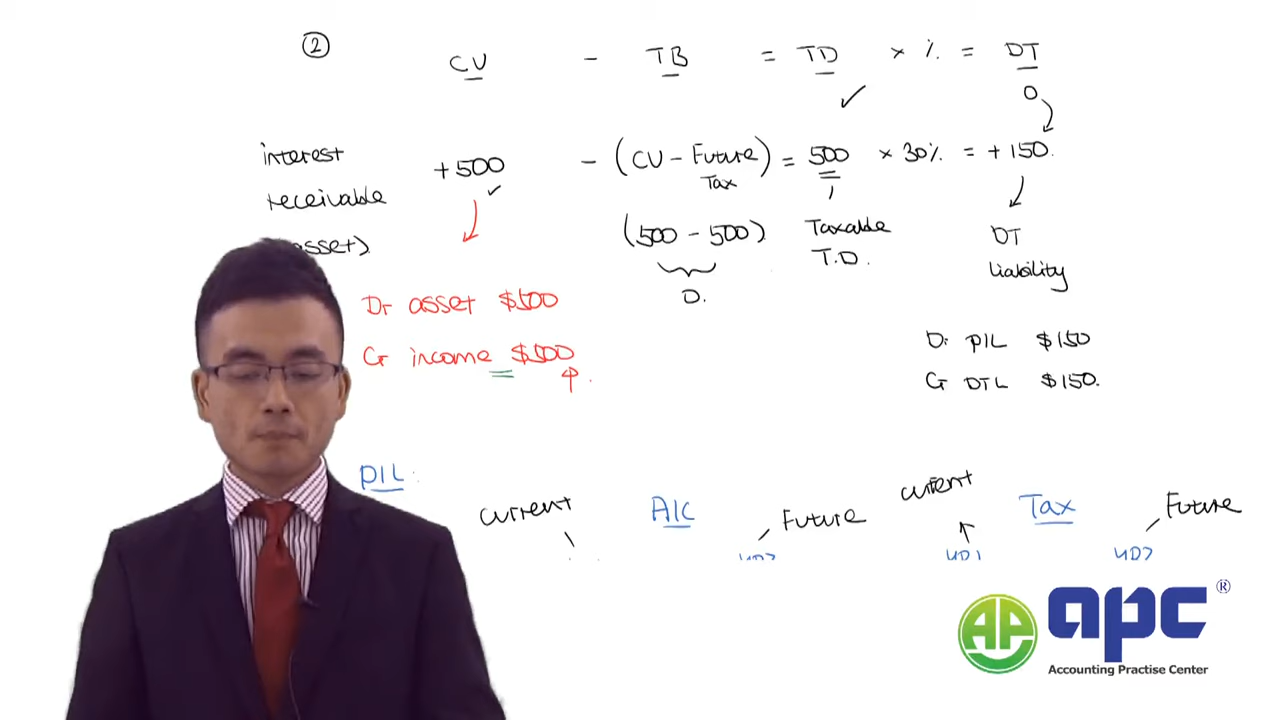 ②
CV - TB = TD × % = DT
0
interest
receivable
asset)
+500 - (CV - Future Tax) = 500 × 30% = +150.
(500 - 500)
0.
Taxable
T.D.
DT
liability
Dr asset $500
Cr income $500
Dr P/L $150
Cr DTL $150.
P/L:
current A/C Future
current Tax Future
apc®
AP
Accounting Practise Center